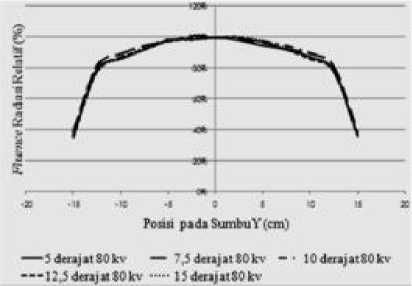 120%
100%
80%
60%
40%
20%
0%
-20 -15 -10 -5 0 5 10 15 20
Fluence Radiasi Relatif (%)
Posisi pada Sumbu Y (cm)
5 derajat 80 kv 7,5 derajat 80 kv 10 derajat 80 kv
12,5 derajat 80 kv 15 derajat 80 kv